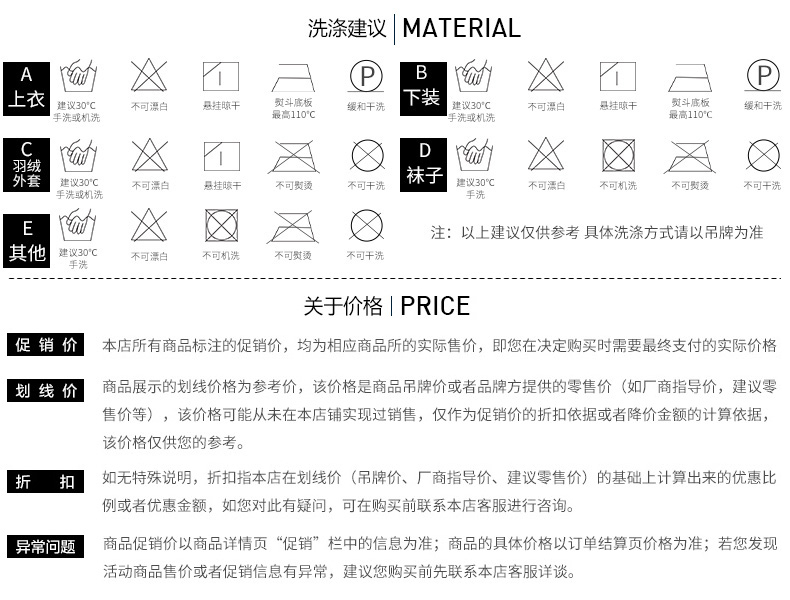 洗涤建议 MATERIAL
A
上衣
建议30℃
手洗或机洗
不可漂白
悬挂晾干
熨斗底板
最高110℃
P
缓和干洗
B
下装
建议30℃
手洗或机洗
不可漂白
悬挂晾干
熨斗底板
最高110℃
P
缓和干洗
C
羽绒
外套
建议30℃
手洗或机洗
不可漂白
悬挂晾干
不可熨烫
不可干洗
D
袜子
建议30℃
手洗
不可漂白
不可机洗
不可熨烫
不可干洗
E
其他
建议30℃
手洗
不可漂白
不可机洗
不可熨烫
不可干洗
注：以上建议仅供参考 具体洗涤方式请以吊牌为准
关于价格 PRICE
促销价
本店所有商品标注的促销价，均为相应商品所的实际售价，即您在决定购买时需要最终支付的实际价格
划线价
商品展示的划线价格为参考价，该价格是商品吊牌价或者品牌方提供的零售价（如厂商指导价，建议零
售价等），该价格可能从未在本店铺实现过销售，仅作为促销价的折扣依据或者降价金额的计算依据，
该价格仅供您的参考。
折扣
如无特殊说明，折扣指本店在划线价（吊牌价、厂商指导价、建议零售价）的基础上计算出来的优惠比
例或者优惠金额，如您对此有疑问，可在购买前联系本店客服进行咨询。
异常问题
商品促销价以商品详情页“促销”栏中的信息为准；商品的具体价格以订单结算页价格为准；若您发现
活动商品售价或者促销信息有异常，建议您购买前先联系本店客服详谈。